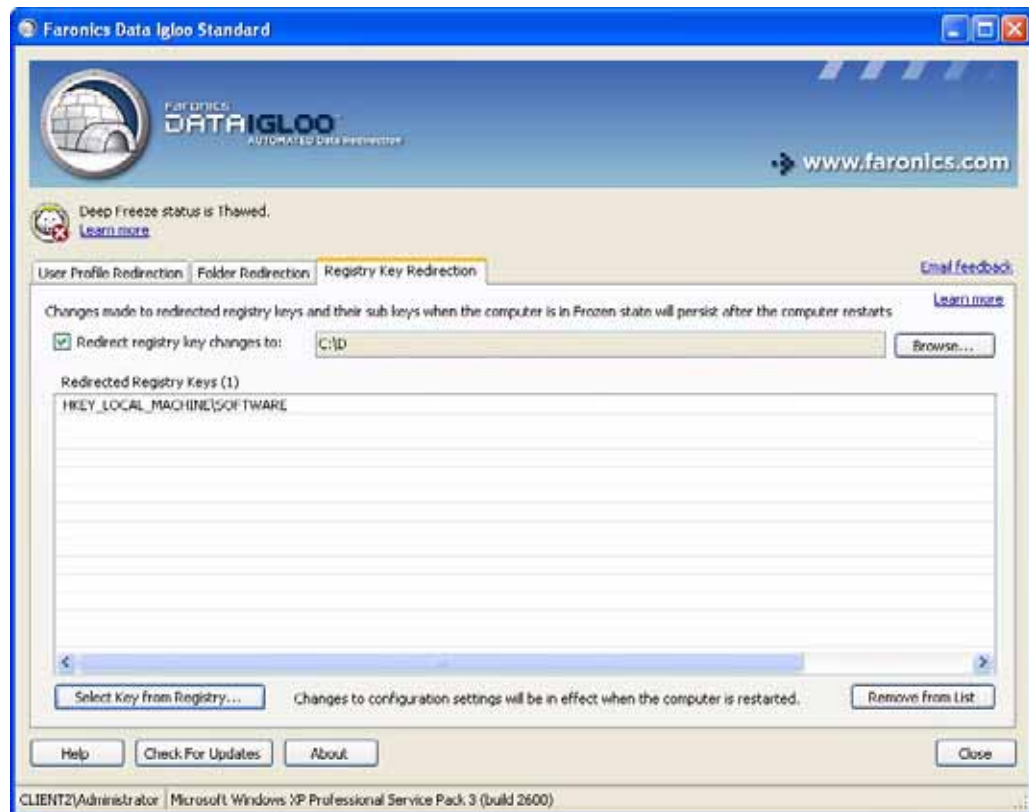 Faronics Data Igloo Standard
Faronics
DATAIGLOO
AUTOMATED Data Redirection
www.faronics.com
Deep Freeze status is Thawed.
Learn more
User Profile Redirection
Folder Redirection
Registry Key Redirection
Email feedback
Learn more
Changes made to redirected registry keys and their sub keys when the computer is in Frozen state will persist after the computer restarts
Redirect registry key changes to:
C:\D
Browse...
Redirected Registry Keys (1)
HKEY_LOCAL_MACHINE\SOFTWARE
Select Key from Registry...
Changes to configuration settings will be in effect when the computer is restarted.
Remove from List
Help
Check For Updates
About
Close
CLIENT2\Administrator
Microsoft Windows XP Professional Service Pack 3 (build 2600)